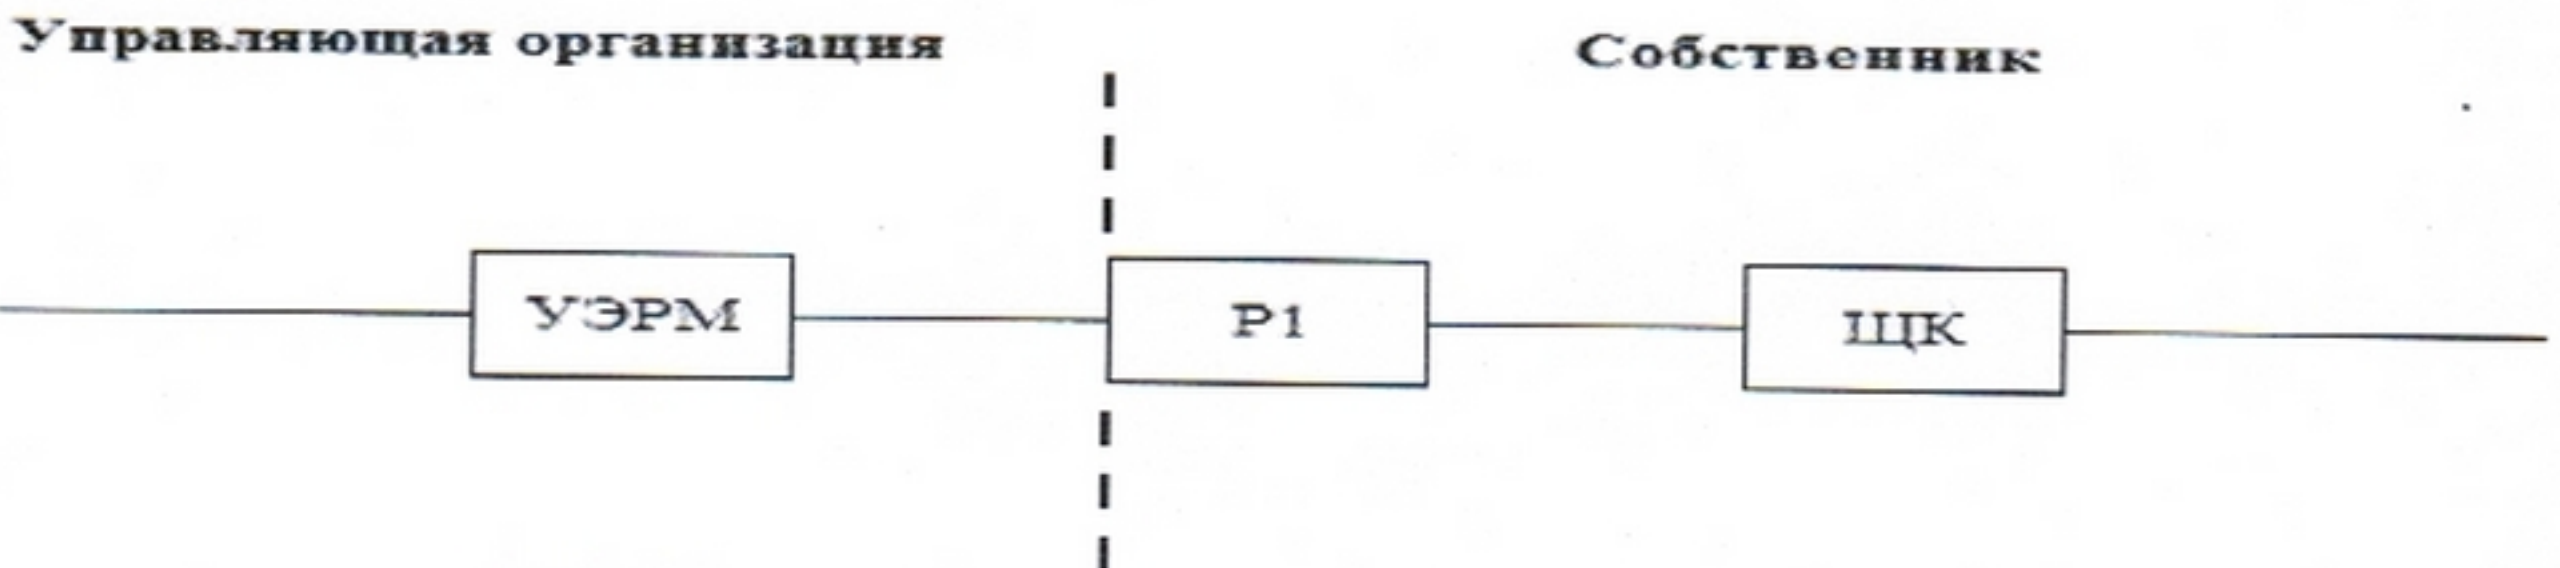 Управляющая организация
Собственник
УЭРМ
Р1
ЩК